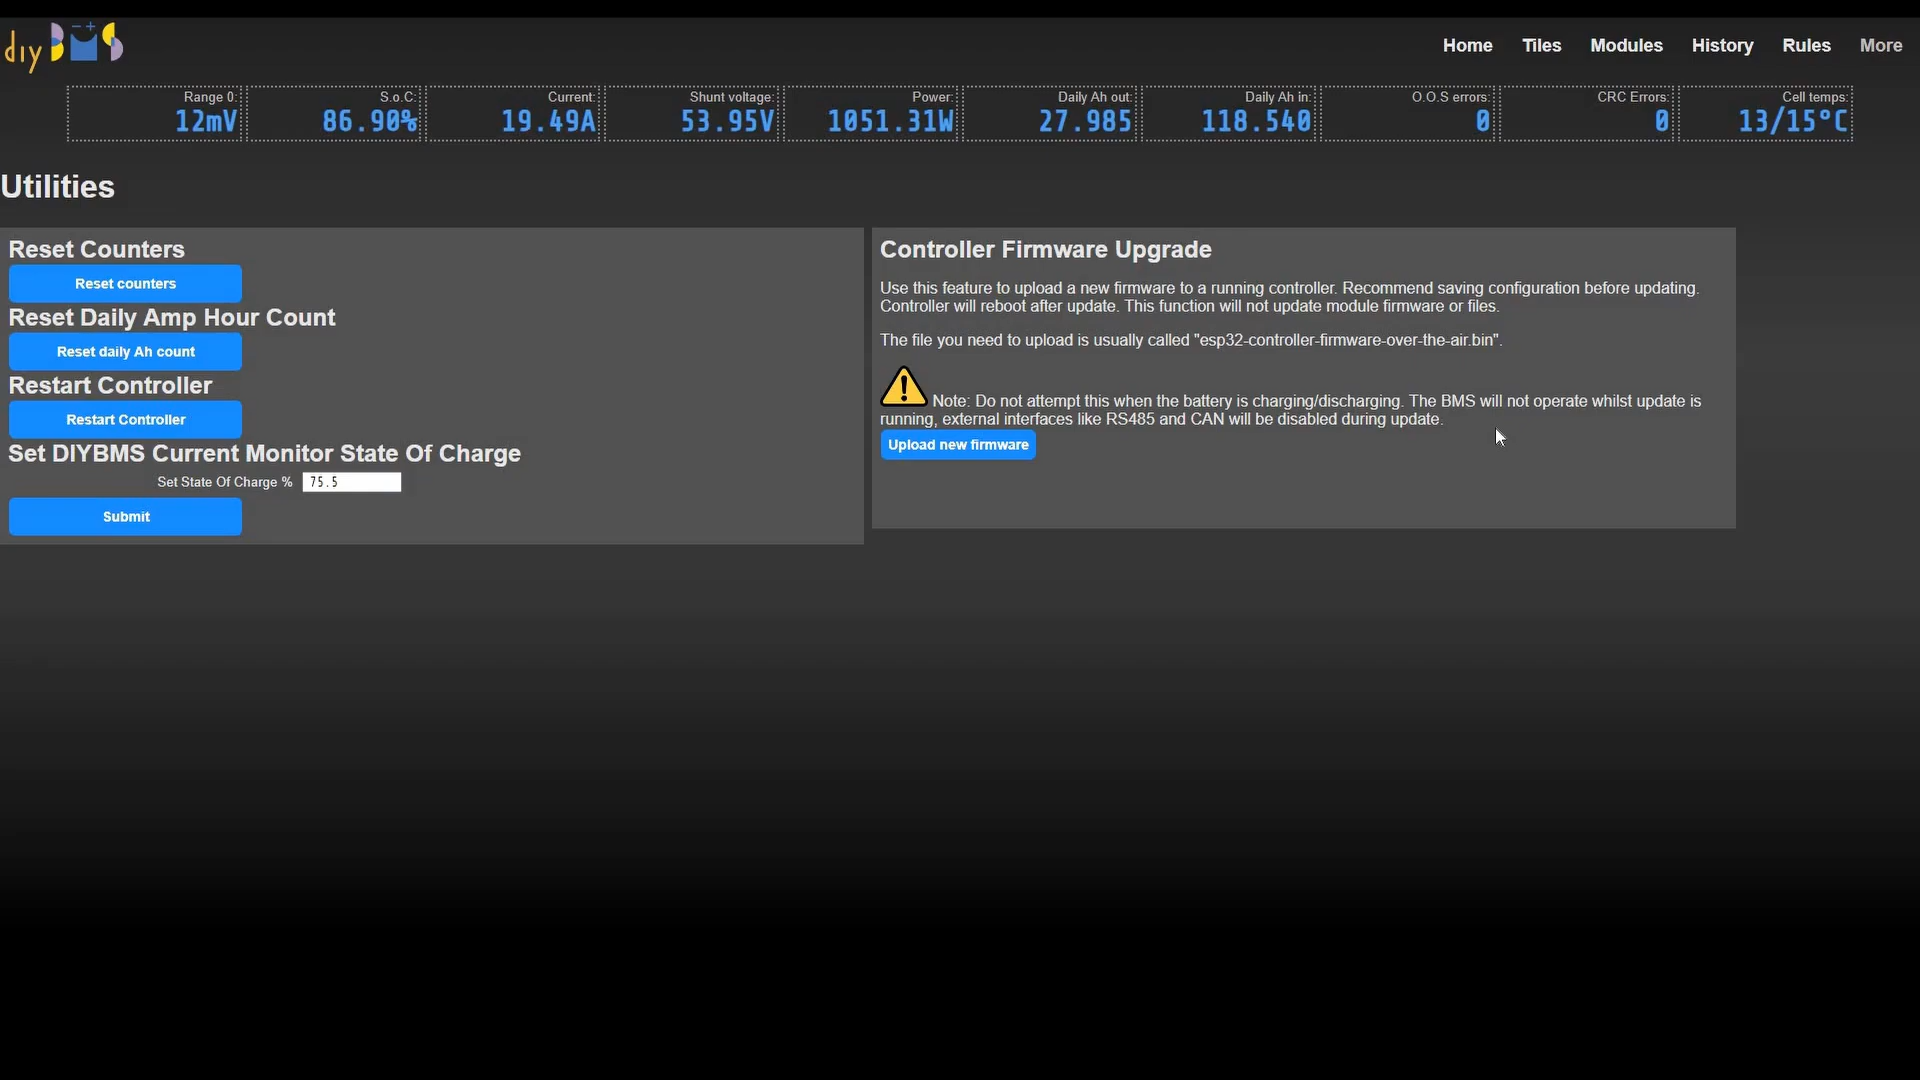 diyBMS
Home Tiles Modules History Rules More
Range 0: S.o.C: Current: Shunt voltage: Power: Daily Ah out: Daily Ah in: O.O.S errors: CRC Errors: Cell temps:
12mV 86.90% 19.49A 53.95V 1051.31W 27.985 118.540 0 0 13/15°C
Utilities
Reset Counters
Reset counters
Reset Daily Amp Hour Count
Reset daily Ah count
Restart Controller
Restart Controller
Set DIYBMS Current Monitor State Of Charge
Set State Of Charge % 75.5
Submit
Controller Firmware Upgrade
Use this feature to upload a new firmware to a running controller. Recommend saving configuration before updating.
Controller will reboot after update. This function will not update module firmware or files.
The file you need to upload is usually called "esp32-controller-firmware-over-the-air.bin".
Note: Do not attempt this when the battery is charging/discharging. The BMS will not operate whilst update is
running, external interfaces like RS485 and CAN will be disabled during update.
Upload new firmware